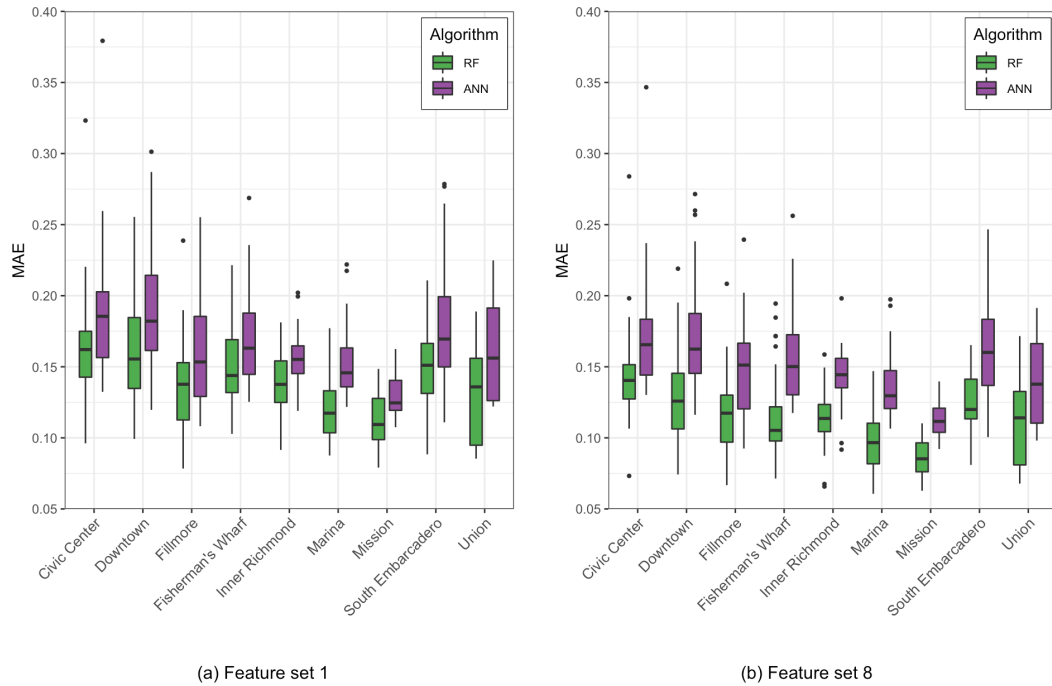 0.40
0.35
0.30
0.25
0.20
0.15
0.10
0.05
MAE
Algorithm
RF
ANN
Civic Center
Downtown
Fillmore
Fisherman's Wharf
Inner Richmond
Marina
Mission
South Embarcadero
Union
(a) Feature set 1
0.40
0.35
0.30
0.25
0.20
0.15
0.10
0.05
MAE
Algorithm
RF
ANN
Civic Center
Downtown
Fillmore
Fisherman's Wharf
Inner Richmond
Marina
Mission
South Embarcadero
Union
(b) Feature set 8